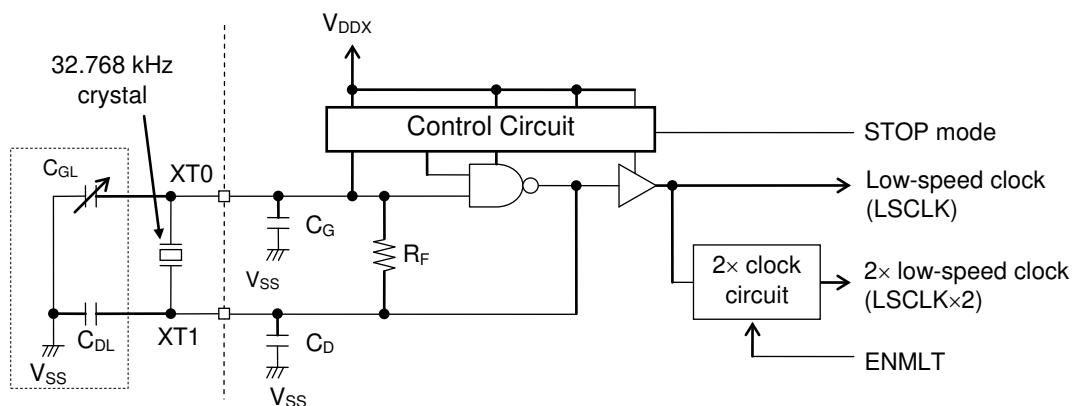 VDDX
32.768 kHz
crystal
Control Circuit
STOP mode
CGL
XT0
Low-speed clock
(LSCLK)
CG
VSS
RF
2× clock
circuit
2× low-speed clock
(LSCLK×2)
CDL
XT1
VSS
CD
VSS
ENMLT